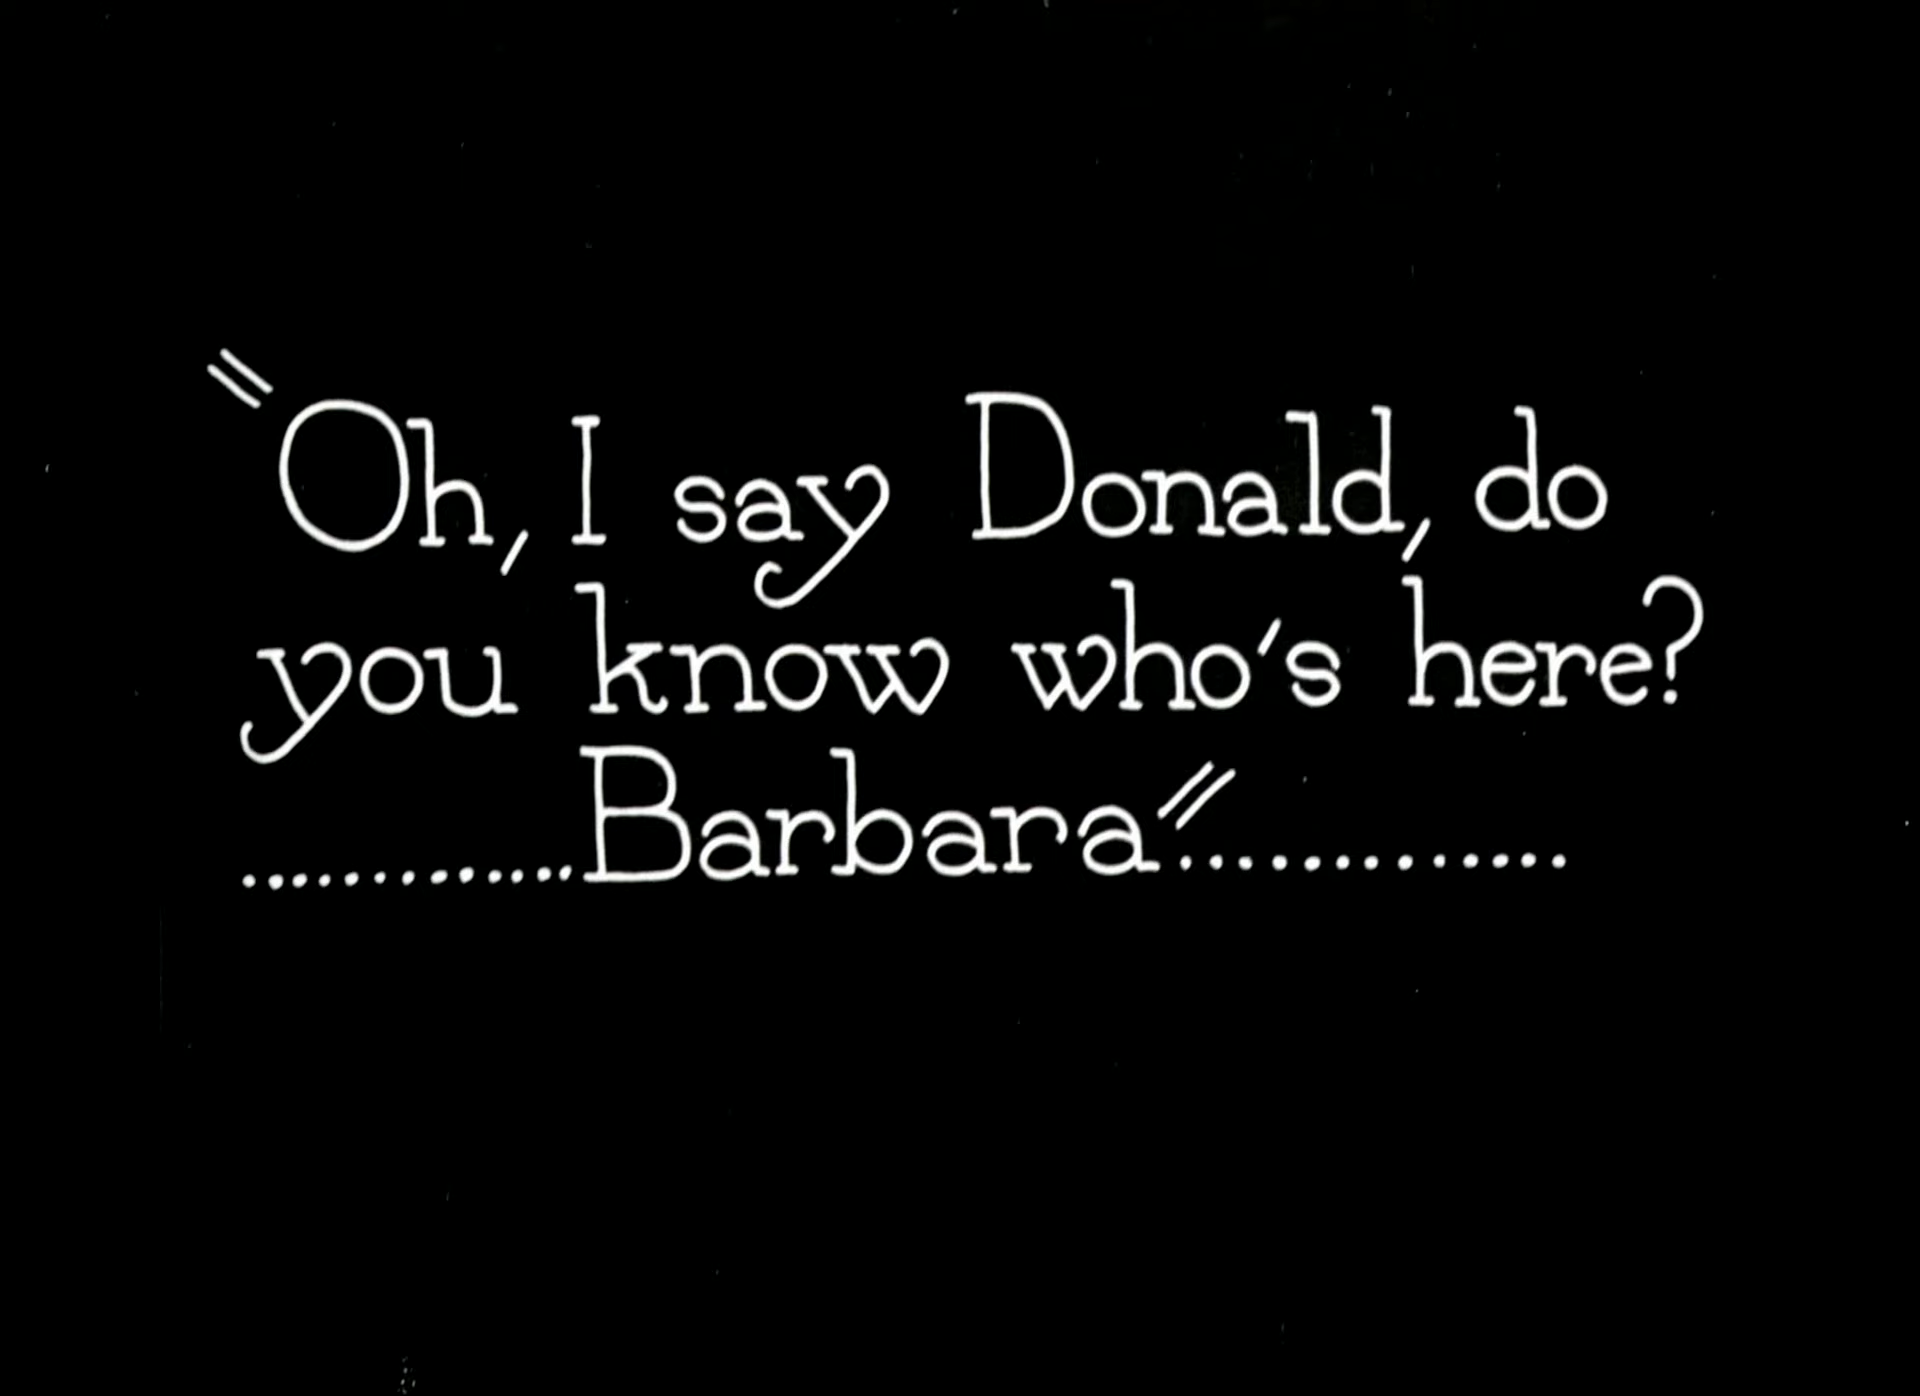 "Oh, I say Donald, do
you know who's here?
.............Barbara".............